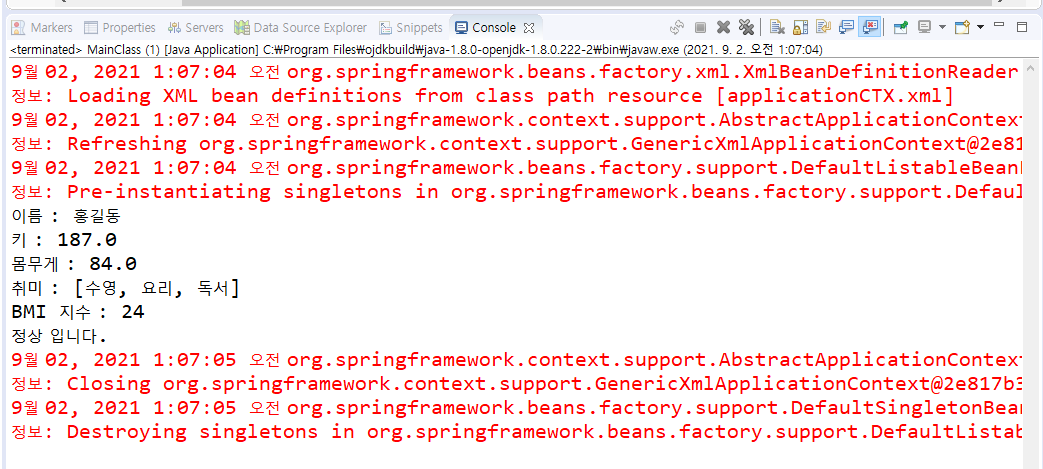 Markers Properties Servers Data Source Explorer Snippets Console
<terminated> MainClass (1) [Java Application] C:₩Program Files₩ojdkbuild₩java-1.8.0-openjdk-1.8.0.222-2₩bin₩javaw.exe (2021. 9. 2. 오전 1:07:04)
9월 02, 2021 1:07:04 오전 org.springframework.beans.factory.xml.XmlBeanDefinitionReader
정보: Loading XML bean definitions from class path resource [applicationCTX.xml]
9월 02, 2021 1:07:04 오전 org.springframework.context.support.AbstractApplicationContext
정보: Refreshing org.springframework.context.support.GenericXmlApplicationContext@2e81
9월 02, 2021 1:07:04 오전 org.springframework.beans.factory.support.DefaultListableBean
정보: Pre-instantiating singletons in org.springframework.beans.factory.support.Defaul
이름 : 홍길동
키 : 187.0
몸무게 : 84.0
취미 : [수영, 요리, 독서]
BMI 지수 : 24
정상 입니다.
9월 02, 2021 1:07:05 오전 org.springframework.context.support.AbstractApplicationContext
정보: Closing org.springframework.context.support.GenericXmlApplicationContext@2e817b3
9월 02, 2021 1:07:05 오전 org.springframework.beans.factory.support.DefaultSingletonBean
정보: Destroying singletons in org.springframework.beans.factory.support.DefaultListab